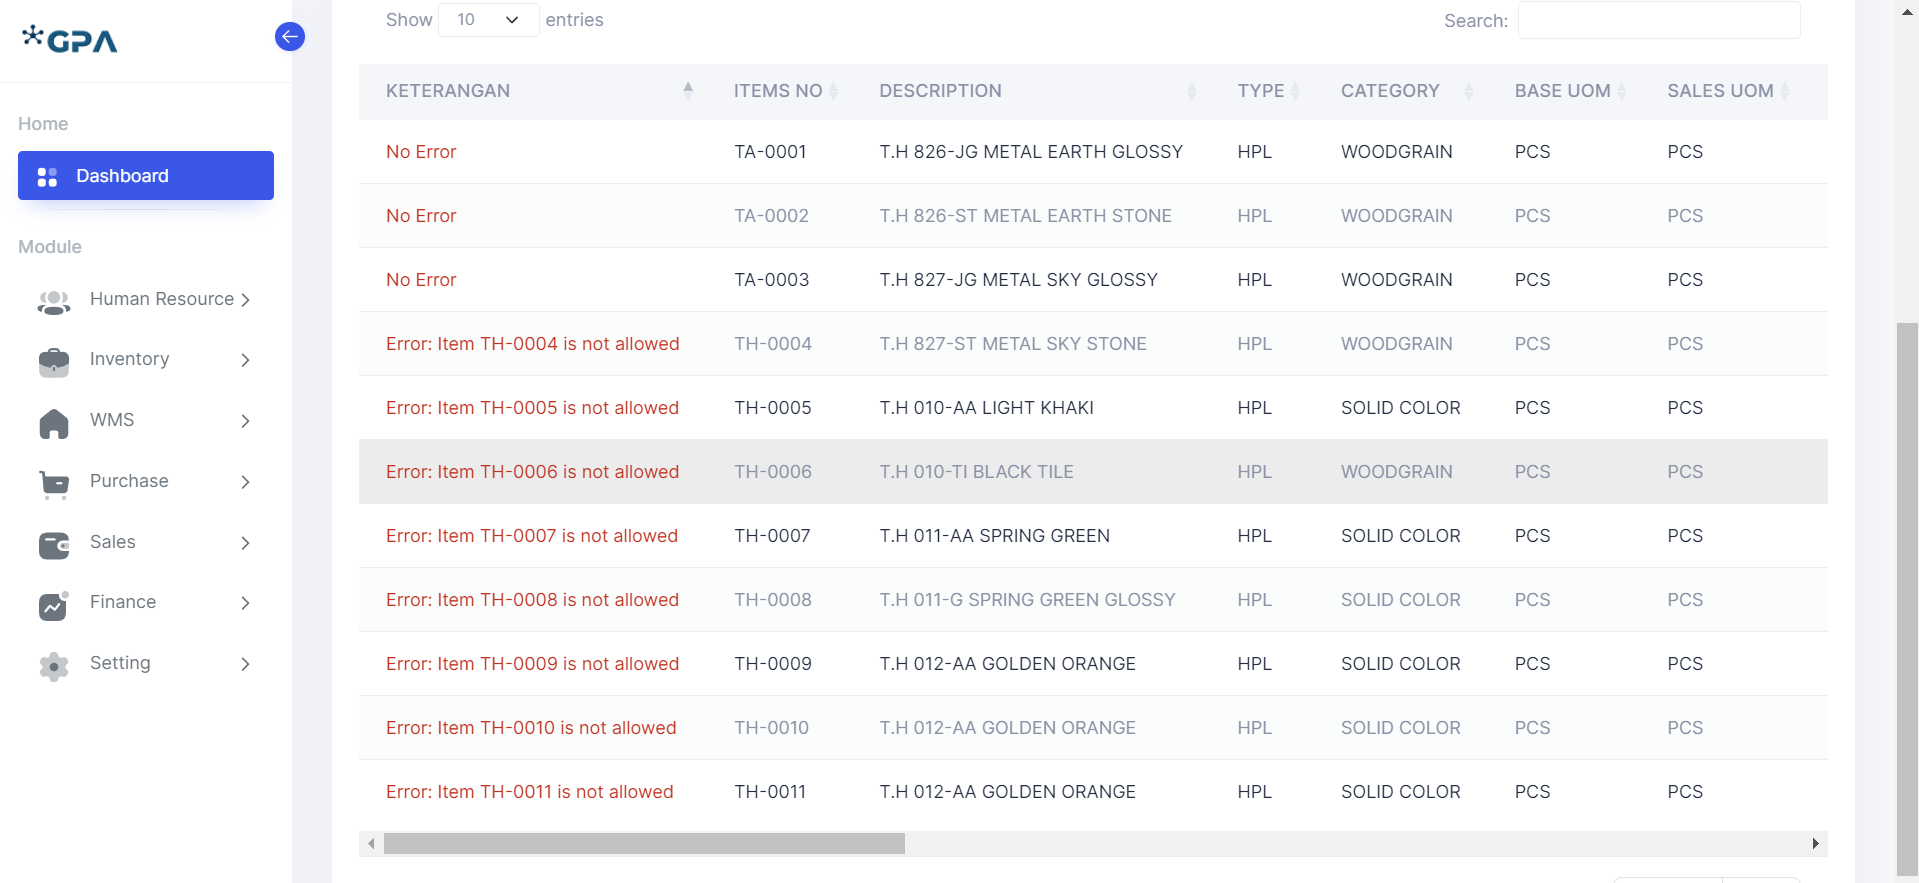 GPA
Home
Dashboard
Module
Human Resource
Inventory
WMS
Purchase
Sales
Finance
Setting
Show 10 entries
Search:
KETERANGAN ITEMS NO DESCRIPTION TYPE CATEGORY BASE UOM SALES UOM
No Error TA-0001 T.H 826-JG METAL EARTH GLOSSY HPL WOODGRAIN PCS PCS
No Error TA-0002 T.H 826-ST METAL EARTH STONE HPL WOODGRAIN PCS PCS
No Error TA-0003 T.H 827-JG METAL SKY GLOSSY HPL WOODGRAIN PCS PCS
Error: Item TH-0004 is not allowed TH-0004 T.H 827-ST METAL SKY STONE HPL WOODGRAIN PCS PCS
Error: Item TH-0005 is not allowed TH-0005 T.H 010-AA LIGHT KHAKI HPL SOLID COLOR PCS PCS
Error: Item TH-0006 is not allowed TH-0006 T.H 010-TI BLACK TILE HPL WOODGRAIN PCS PCS
Error: Item TH-0007 is not allowed TH-0007 T.H 011-AA SPRING GREEN HPL SOLID COLOR PCS PCS
Error: Item TH-0008 is not allowed TH-0008 T.H 011-G SPRING GREEN GLOSSY HPL SOLID COLOR PCS PCS
Error: Item TH-0009 is not allowed TH-0009 T.H 012-AA GOLDEN ORANGE HPL SOLID COLOR PCS PCS
Error: Item TH-0010 is not allowed TH-0010 T.H 012-AA GOLDEN ORANGE HPL SOLID COLOR PCS PCS
Error: Item TH-0011 is not allowed TH-0011 T.H 012-AA GOLDEN ORANGE HPL SOLID COLOR PCS PCS